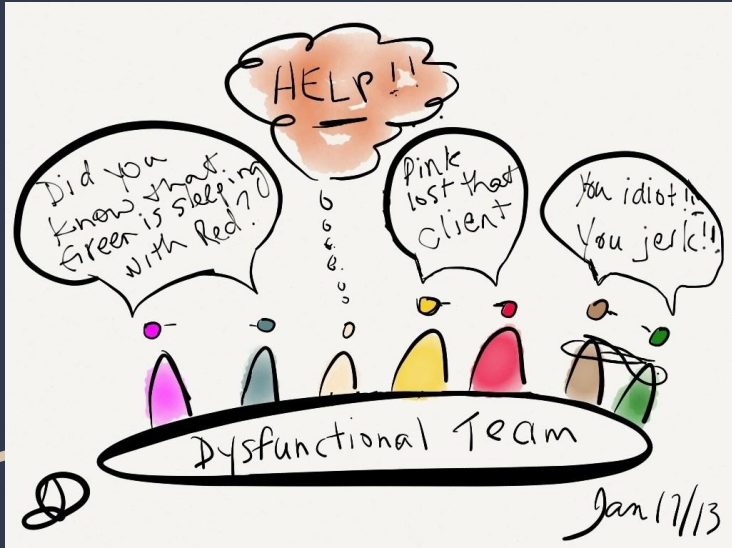 HELP!!
Did you
know that
Green is sleeping
with Red?
Pink
lost that
client
You idiot!!
You jerk!!
Dysfunctional Team
Jan 17/13